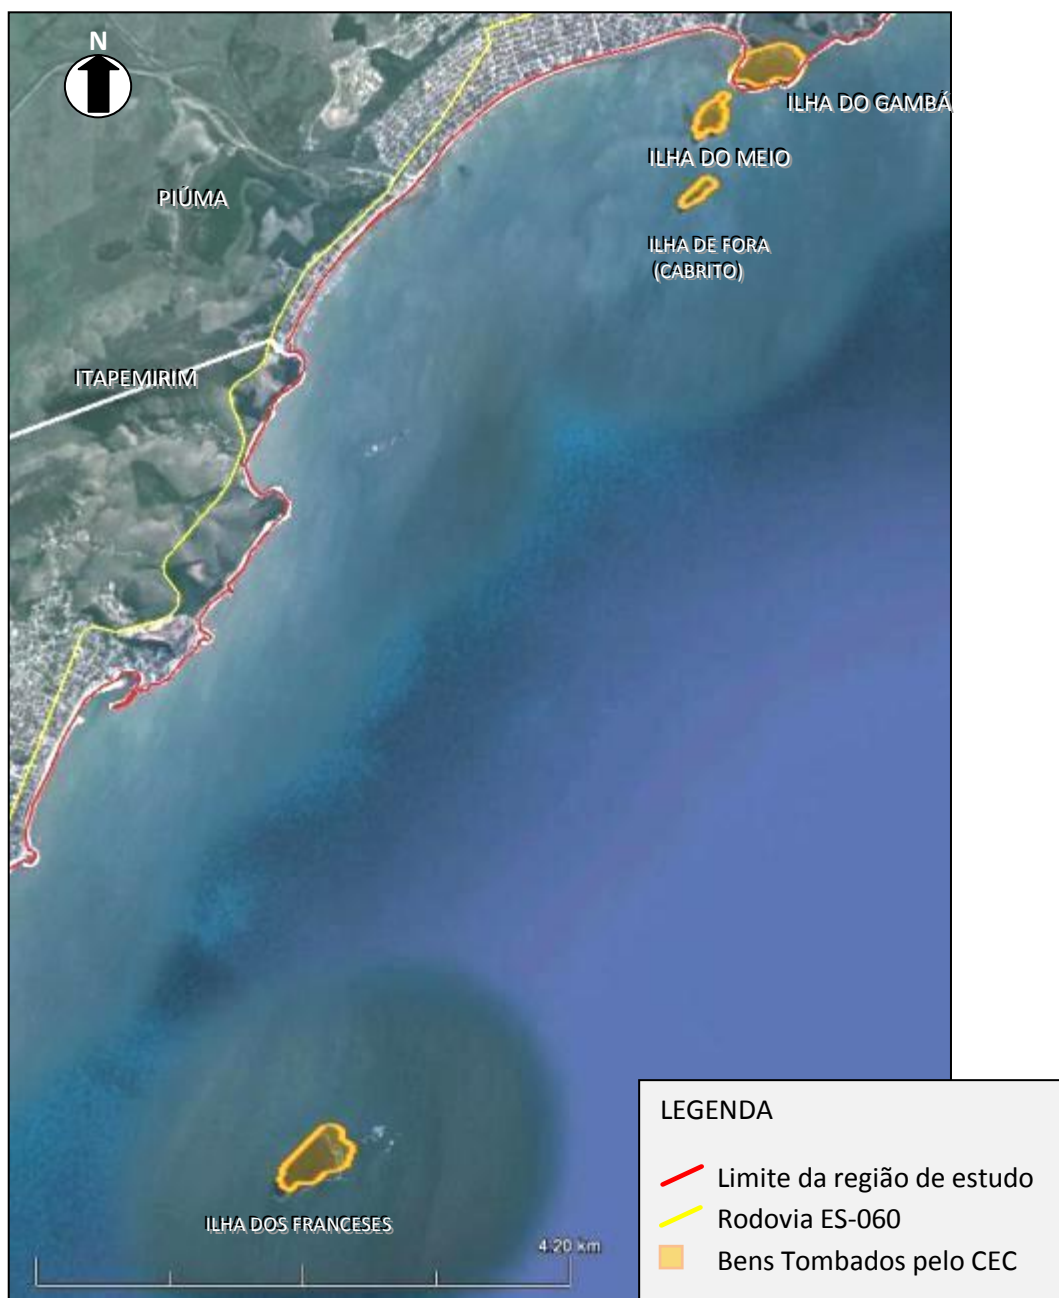 N
ILHA DO GAMBÁ
ILHA DO MEIO
PIÚMA
ILHA DE FORA
(CABRITO)
ITAPEMIRIM
LEGENDA
Limite da região de estudo
Rodovia ES-060
Bens Tombados pelo CEC
ILHA DOS FRANCESES
4.20 km